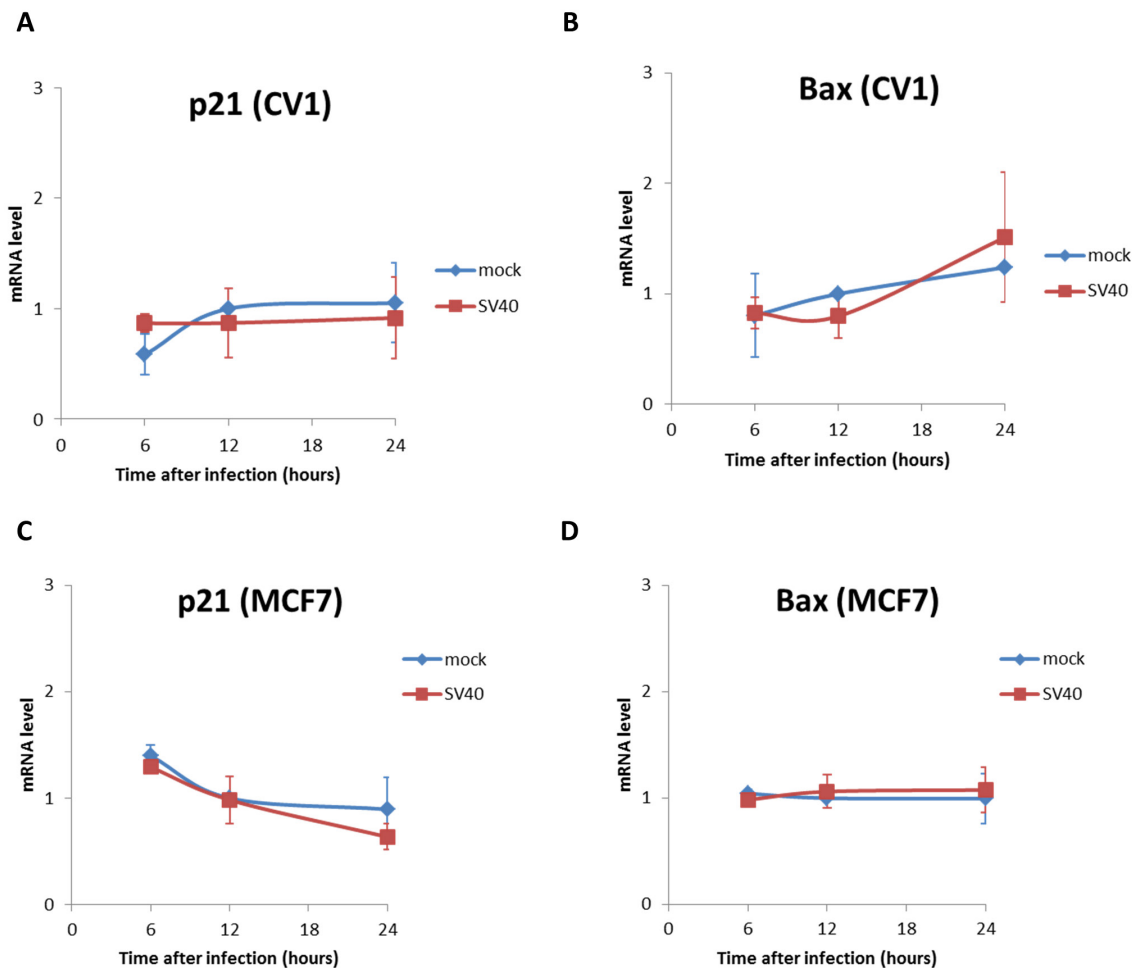 A
p21 (CV1)
3
2
1
0
mRNA level
0 6 12 18 24
Time after infection (hours)
mock
SV40
B
Bax (CV1)
3
2
1
0
mRNA level
0 6 12 18 24
Time after infection (hours)
mock
SV40
C
p21 (MCF7)
3
2
1
0
mRNA level
0 6 12 18 24
Time after infection (hours)
mock
SV40
D
Bax (MCF7)
3
2
1
0
mRNA level
0 6 12 18 24
Time after infection (hours)
mock
SV40